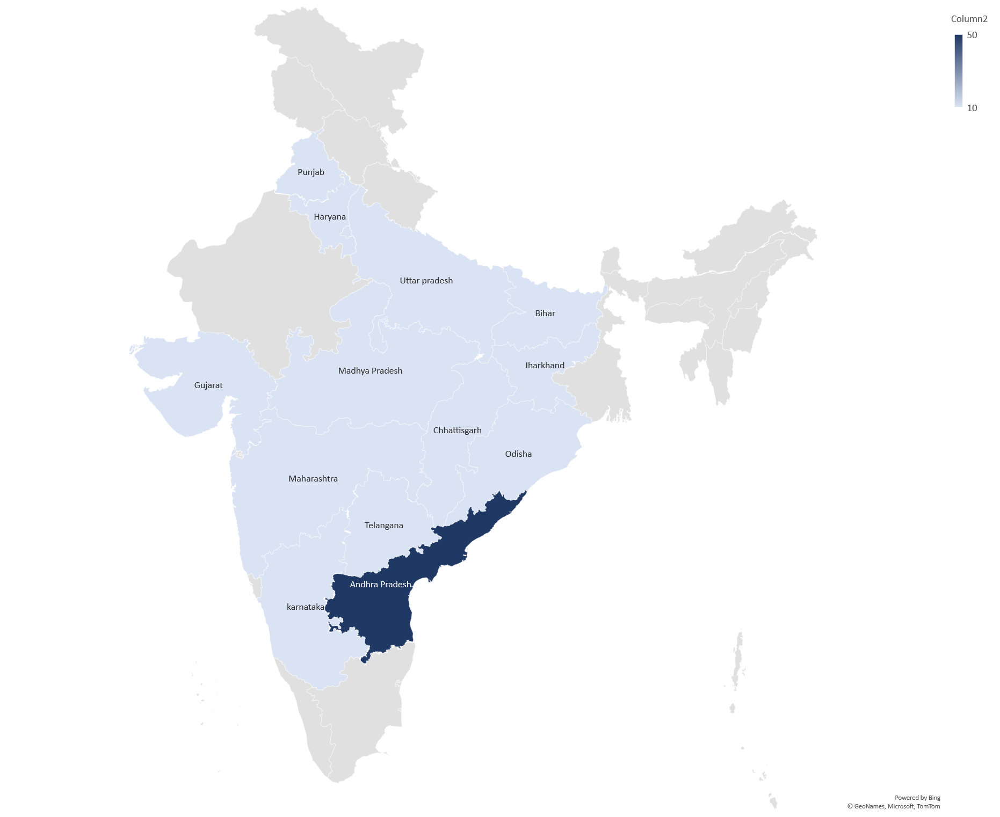 Column2
50
10
Punjab
Haryana
Uttar pradesh
Bihar
Jharkhand
Madhya Pradesh
Gujarat
Chhattisgarh
Odisha
Maharashtra
Telangana
Andhra Pradesh
karnataka
Powered by Bing
© GeoNames, Microsoft, TomTom